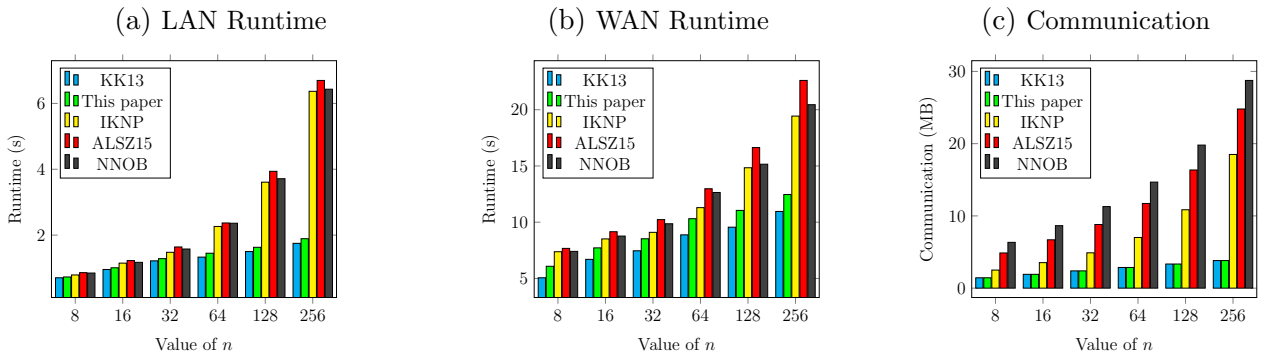 (a) LAN Runtime
Runtime (s)
6
4
2
KK13
This paper
IKNP
ALSZ15
NNOB
8 16 32 64 128 256
Value of n
(b) WAN Runtime
Runtime (s)
20
15
10
5
KK13
This paper
IKNP
ALSZ15
NNOB
8 16 32 64 128 256
Value of n
(c) Communication
Communication (MB)
30
20
10
0
KK13
This paper
IKNP
ALSZ15
NNOB
8 16 32 64 128 256
Value of n